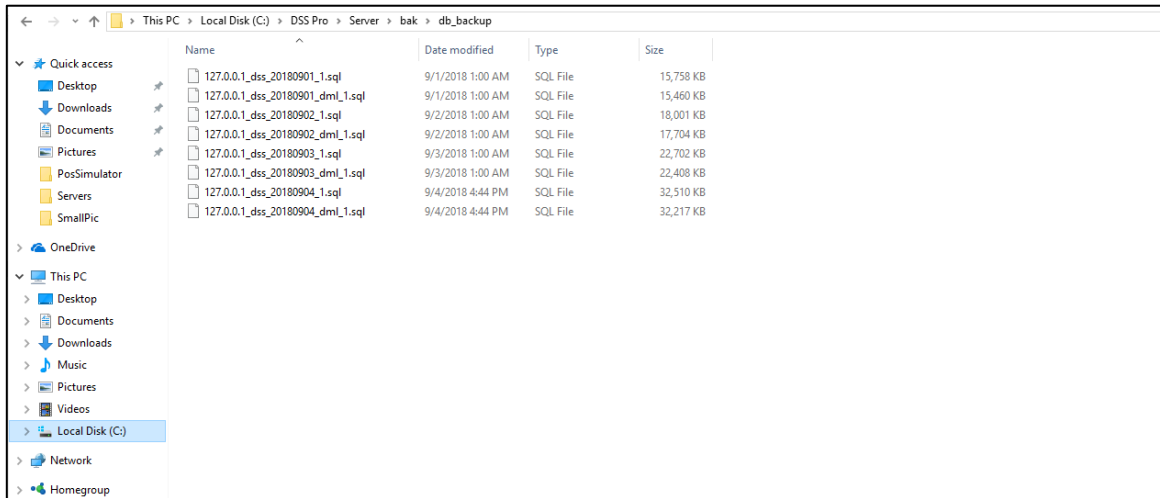 This PC > Local Disk (C:) > DSS Pro > Server > bak > db_backup
Name Date modified Type Size
Quick access
Desktop
Downloads
Documents
Pictures
PosSimulator
Servers
SmallPic
OneDrive
This PC
Desktop
Documents
Downloads
Music
Pictures
Videos
Local Disk (C:)
Network
Homegroup
127.0.0.1_dss_20180901_1.sql 9/1/2018 1:00 AM SQL File 15,758 KB
127.0.0.1_dss_20180901_dml_1.sql 9/1/2018 1:00 AM SQL File 15,460 KB
127.0.0.1_dss_20180902_1.sql 9/2/2018 1:00 AM SQL File 18,001 KB
127.0.0.1_dss_20180902_dml_1.sql 9/2/2018 1:00 AM SQL File 17,704 KB
127.0.0.1_dss_20180903_1.sql 9/3/2018 1:00 AM SQL File 22,702 KB
127.0.0.1_dss_20180903_dml_1.sql 9/3/2018 1:00 AM SQL File 22,408 KB
127.0.0.1_dss_20180904_1.sql 9/4/2018 4:44 PM SQL File 32,510 KB
127.0.0.1_dss_20180904_dml_1.sql 9/4/2018 4:44 PM SQL File 32,217 KB